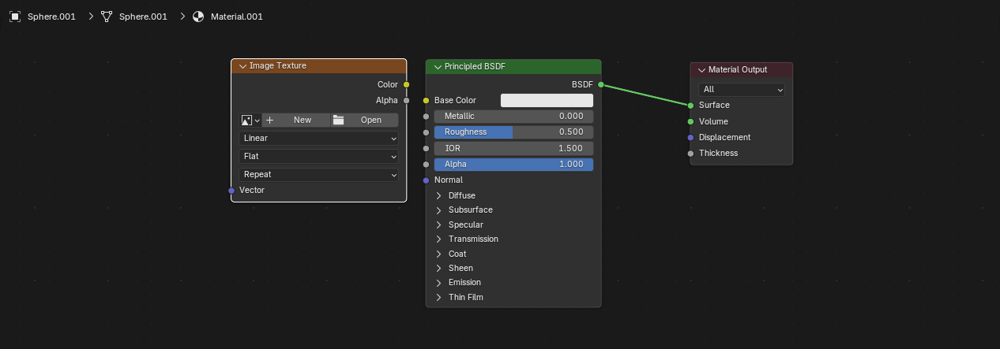 Sphere.001 Sphere.001 Material.001
Image Texture
Color
Alpha
New Open
Linear
Flat
Repeat
Vector
Principled BSDF
BSDF
Base Color
Metallic 0.000
Roughness 0.500
IOR 1.500
Alpha 1.000
Normal
Diffuse
Subsurface
Specular
Transmission
Coat
Sheen
Emission
Thin Film
Material Output
All
Surface
Volume
Displacement
Thickness